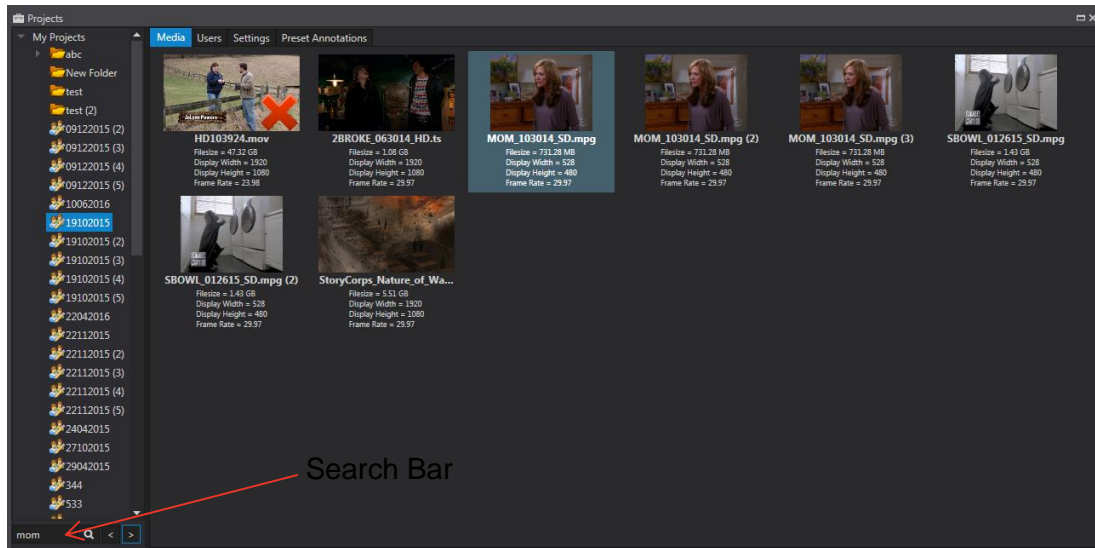 Projects
My Projects
abc
New Folder
test
test (2)
09122015 (2)
09122015 (3)
09122015 (4)
09122015 (5)
10062016
19102015
19102015 (2)
19102015 (3)
19102015 (4)
19102015 (5)
22042016
22112015
22112015 (2)
22112015 (3)
22112015 (4)
22112015 (5)
24042015
27102015
29042015
344
533
mom < >
Media Users Settings Preset Annotations
JoLynn Powers
HD103924.mov
Filesize = 47.32 GB
Display Width = 1920
Display Height = 1080
Frame Rate = 23.98
2BROKE_063014_HD.ts
Filesize = 1.08 GB
Display Width = 1920
Display Height = 1080
Frame Rate = 29.97
MOM_103014_SD.mpg
Filesize = 731.28 MB
Display Width = 528
Display Height = 480
Frame Rate = 29.97
MOM_103014_SD.mpg (2)
Filesize = 731.28 MB
Display Width = 528
Display Height = 480
Frame Rate = 29.97
MOM_103014_SD.mpg (3)
Filesize = 731.28 MB
Display Width = 528
Display Height = 480
Frame Rate = 29.97
SBOWL_012615_SD.mpg
Filesize = 1.43 GB
Display Width = 528
Display Height = 480
Frame Rate = 29.97
SBOWL_012615_SD.mpg (2)
Filesize = 1.43 GB
Display Width = 528
Display Height = 480
Frame Rate = 29.97
StoryCorps_Nature_of_Wa...
Filesize = 5.51 GB
Display Width = 1920
Display Height = 1080
Frame Rate = 29.97
Search Bar